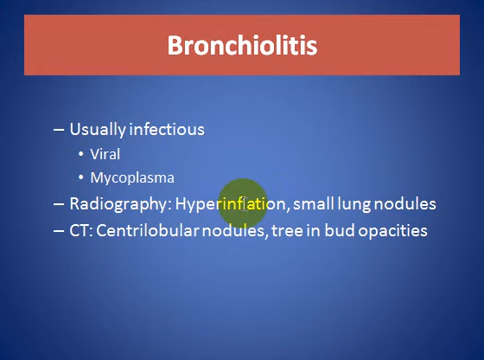 Bronchiolitis
– Usually infectious
• Viral
• Mycoplasma
– Radiography: Hyperinflation, small lung nodules
– CT: Centrilobular nodules, tree in bud opacities